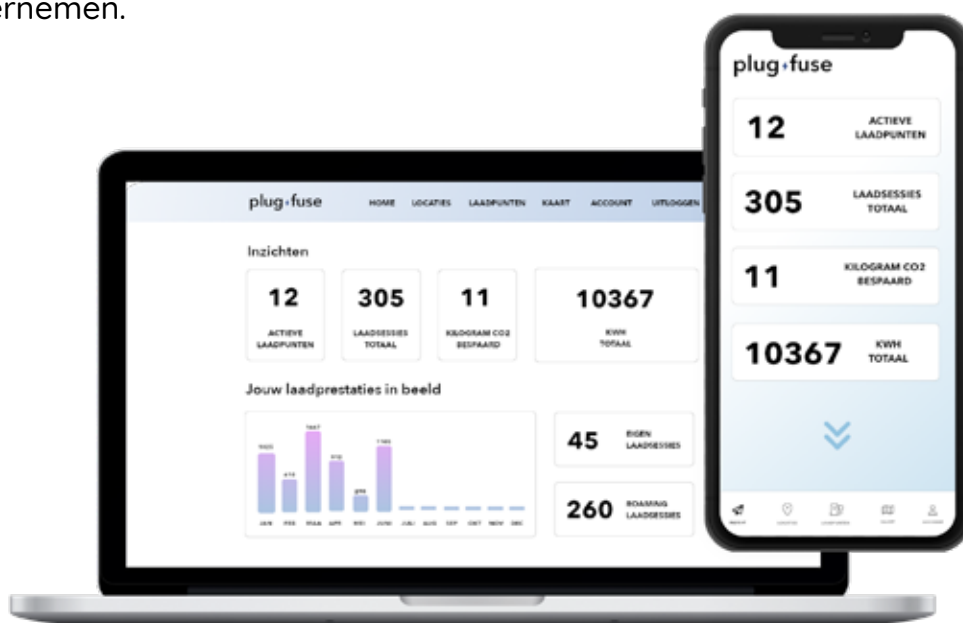 ernemen.
plug+fuse
HOME LOCATIES LAADPUNTEN KAART ACCOUNT UITLOGGEN
Inzichten
12
ACTIEVE
LAADPUNTEN
305
LAADSESSIES
TOTAAL
11
KILOGRAM CO2
BESPAARD
10367
KWH
TOTAAL
Jouw laadprestaties in beeld
JAN FEB MAA APR MEI JUNI JULI AUG SEP OKT NOV DEC
45
EIGEN
LAADSESSIES
260
ROAMING
LAADSESSIES
plug+fuse
12
ACTIEVE
LAADPUNTEN
305
LAADSESSIES
TOTAAL
11
KILOGRAM CO2
BESPAARD
10367
KWH
TOTAAL